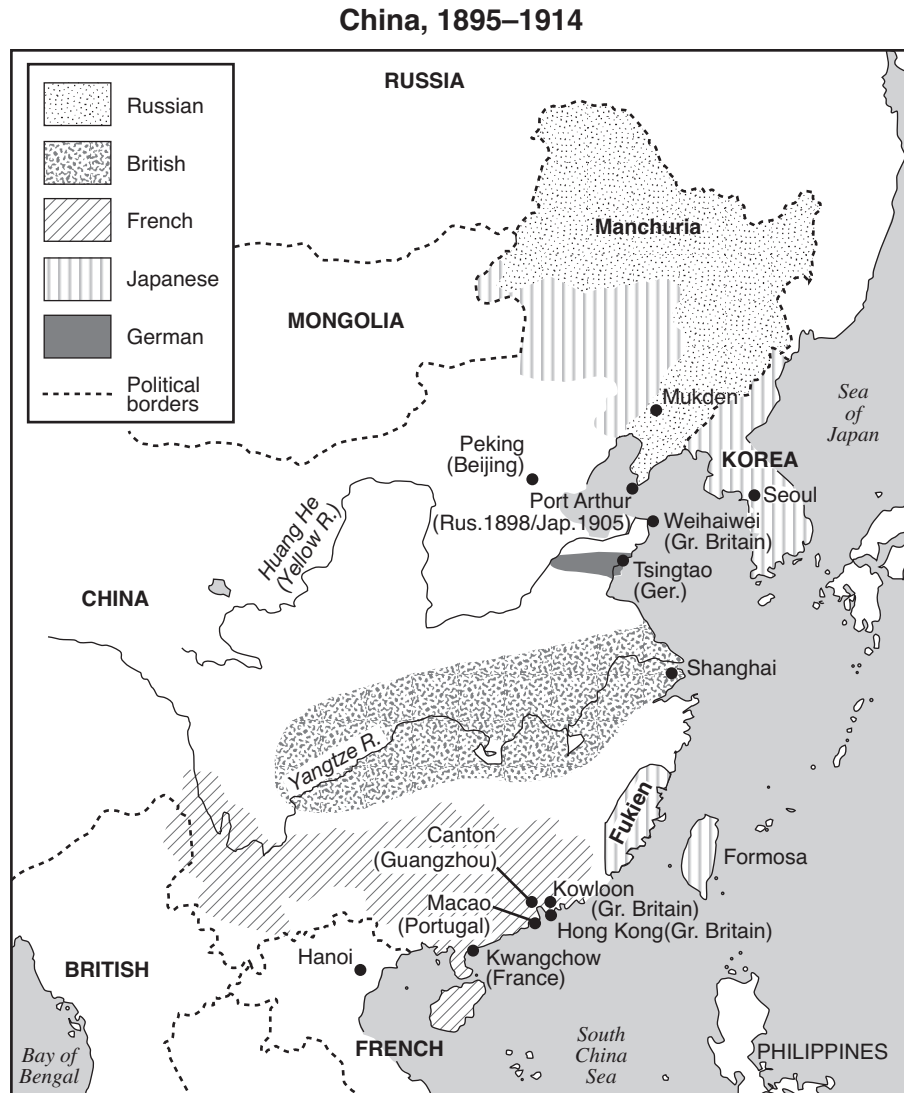 China, 1895–1914
RUSSIA
Russian
British
French
Japanese
German
Political
borders
Manchuria
MONGOLIA
Mukden
Sea
of
Japan
Peking
(Beijing)
KOREA
Port Arthur
(Rus.1898/Jap.1905)
Seoul
Weihaiwei
(Gr. Britain)
Huang He
(Yellow R.)
Tsingtao
(Ger.)
CHINA
Shanghai
Yangtze R.
Fukien
Formosa
Canton
(Guangzhou)
Kowloon
(Gr. Britain)
Macao
(Portugal)
Hong Kong(Gr. Britain)
Hanoi
Kwangchow
(France)
BRITISH
FRENCH
Bay of
Bengal
South
China
Sea
PHILIPPINES